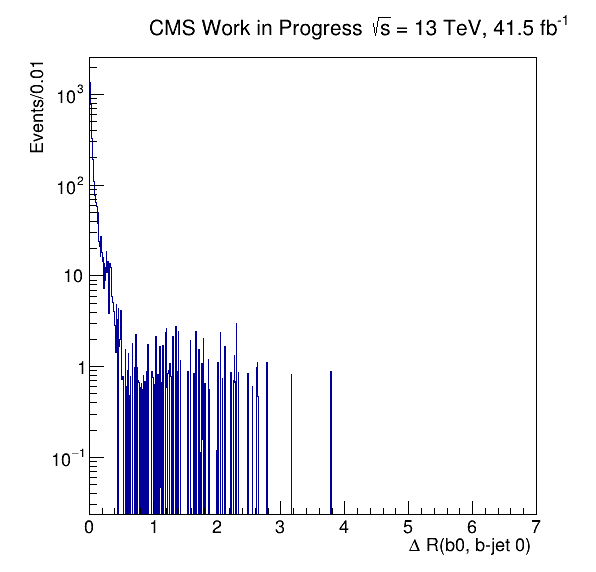 CMS Work in Progress √s = 13 TeV, 41.5 fb⁻¹
Events/0.01
10³
10²
10
1
10⁻¹
0 1 2 3 4 5 6 7
Δ R(b0, b-jet 0)